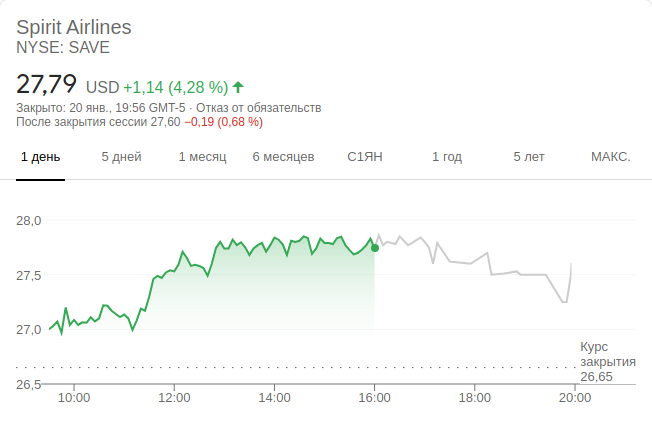 Spirit Airlines
NYSE: SAVE
27,79 USD +1,14 (4,28 %)
Закрыто: 20 янв., 19:56 GMT-5 · Отказ от обязательств
После закрытия сессии 27,60 −0,19 (0,68 %)
1 день 5 дней 1 месяц 6 месяцев С1ЯН 1 год 5 лет МАКС.
28,0
27,5
27,0
Курс
закрытия
26,65
26,5
10:00 12:00 14:00 16:00 18:00 20:00